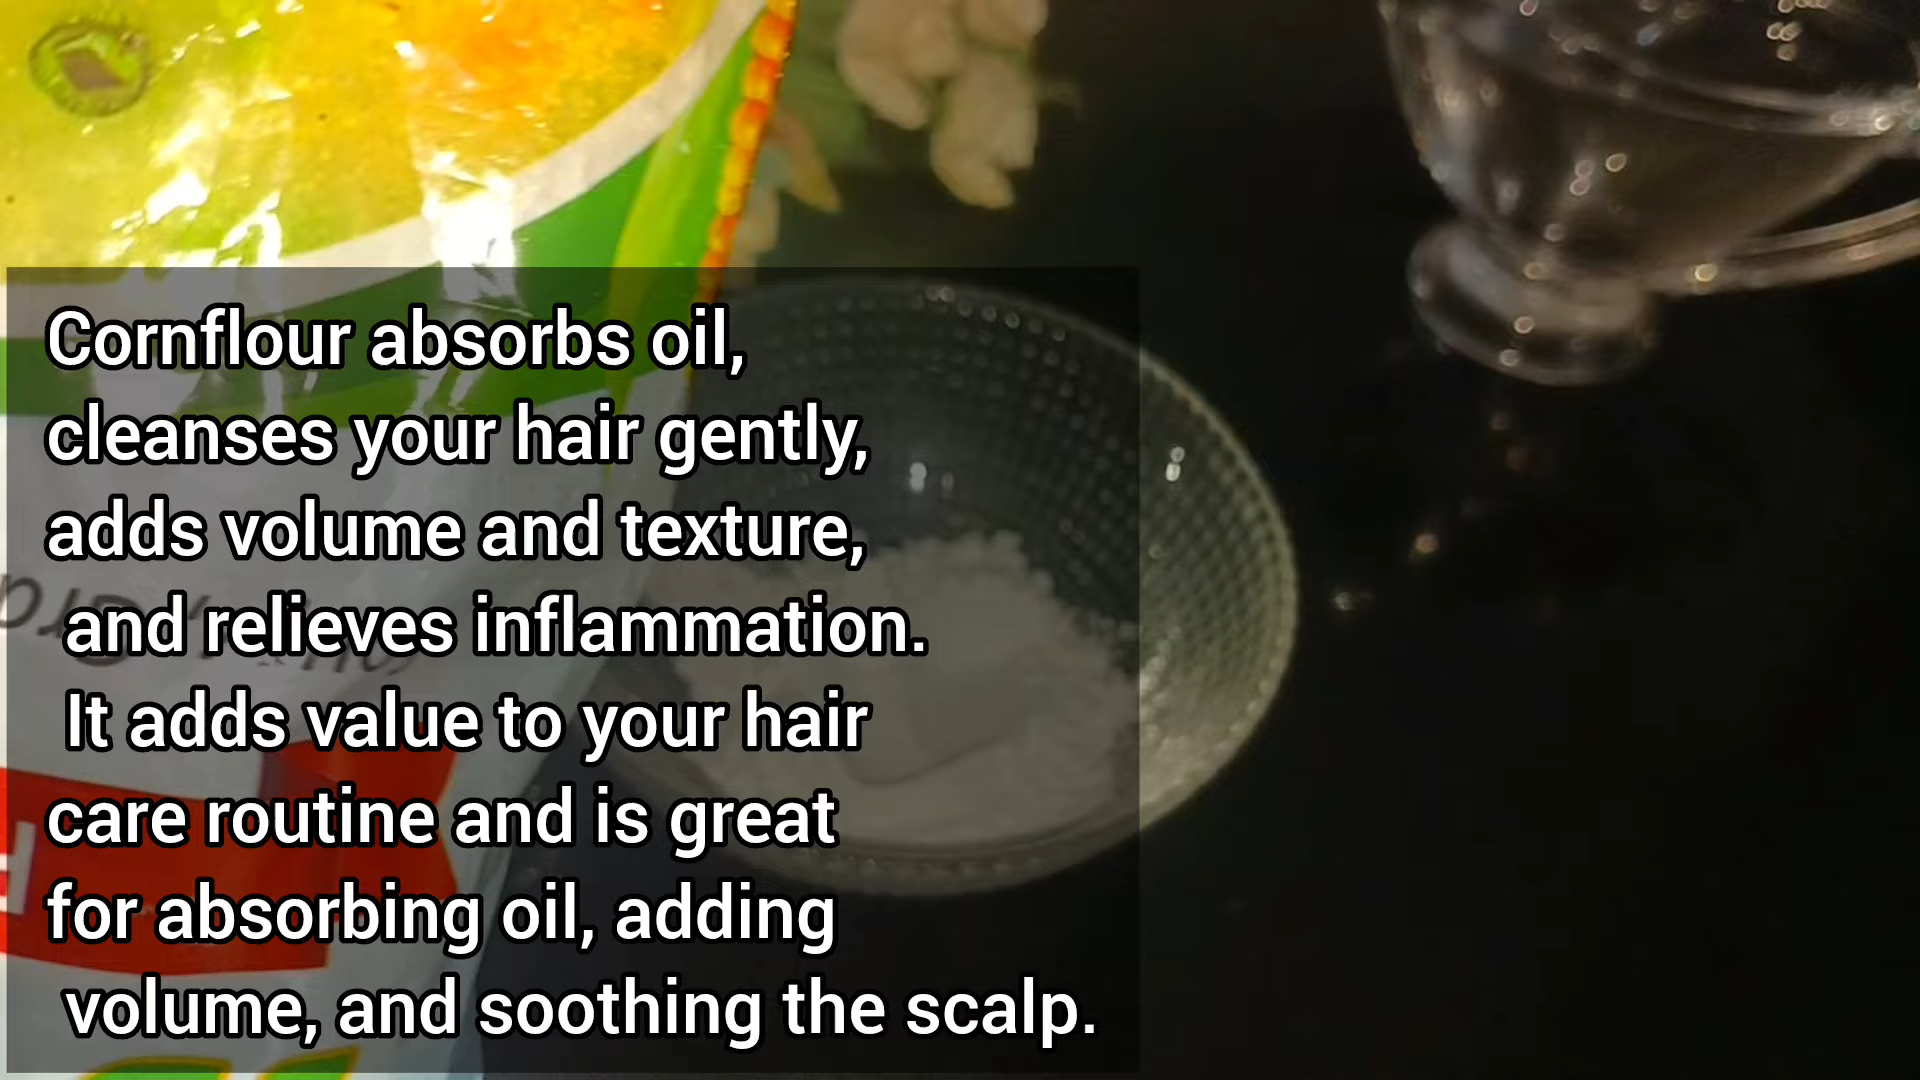 Cornflour absorbs oil,
cleanses your hair gently,
adds volume and texture,
and relieves inflammation.
It adds value to your hair
care routine and is great
for absorbing oil, adding
volume, and soothing the scalp.